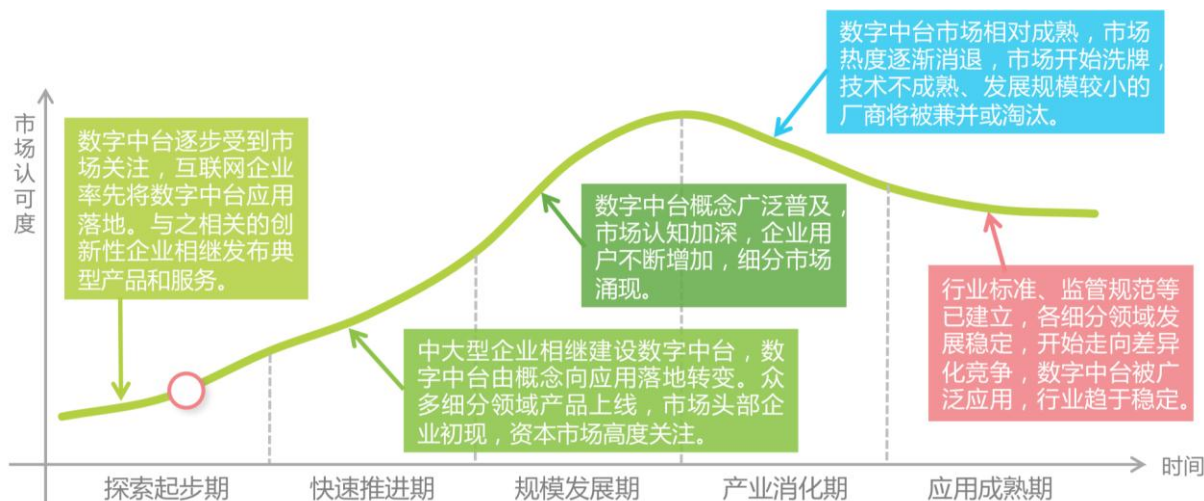 数字中台市场相对成熟，市场
热度逐渐消退，市场开始洗牌，
技术不成熟、发展规模较小的
厂商将被兼并或淘汰。
市场认可度
数字中台逐步受到市
场关注，互联网企业
率先将数字中台应用
落地。与之相关的创
新性企业相继发布典
型产品和服务。
数字中台概念广泛普及，
市场认知加深，企业用
户不断增加，细分市场
涌现。
行业标准、监管规范等
已建立，各细分领域发
展稳定，开始走向差异
化竞争，数字中台被广
泛应用，行业趋于稳定。
中大型企业相继建设数字中台，数
字中台由概念向应用落地转变。众
多细分领域产品上线，市场头部企
业初现，资本市场高度关注。
时间
探索起步期
快速推进期
规模发展期
产业消化期
应用成熟期